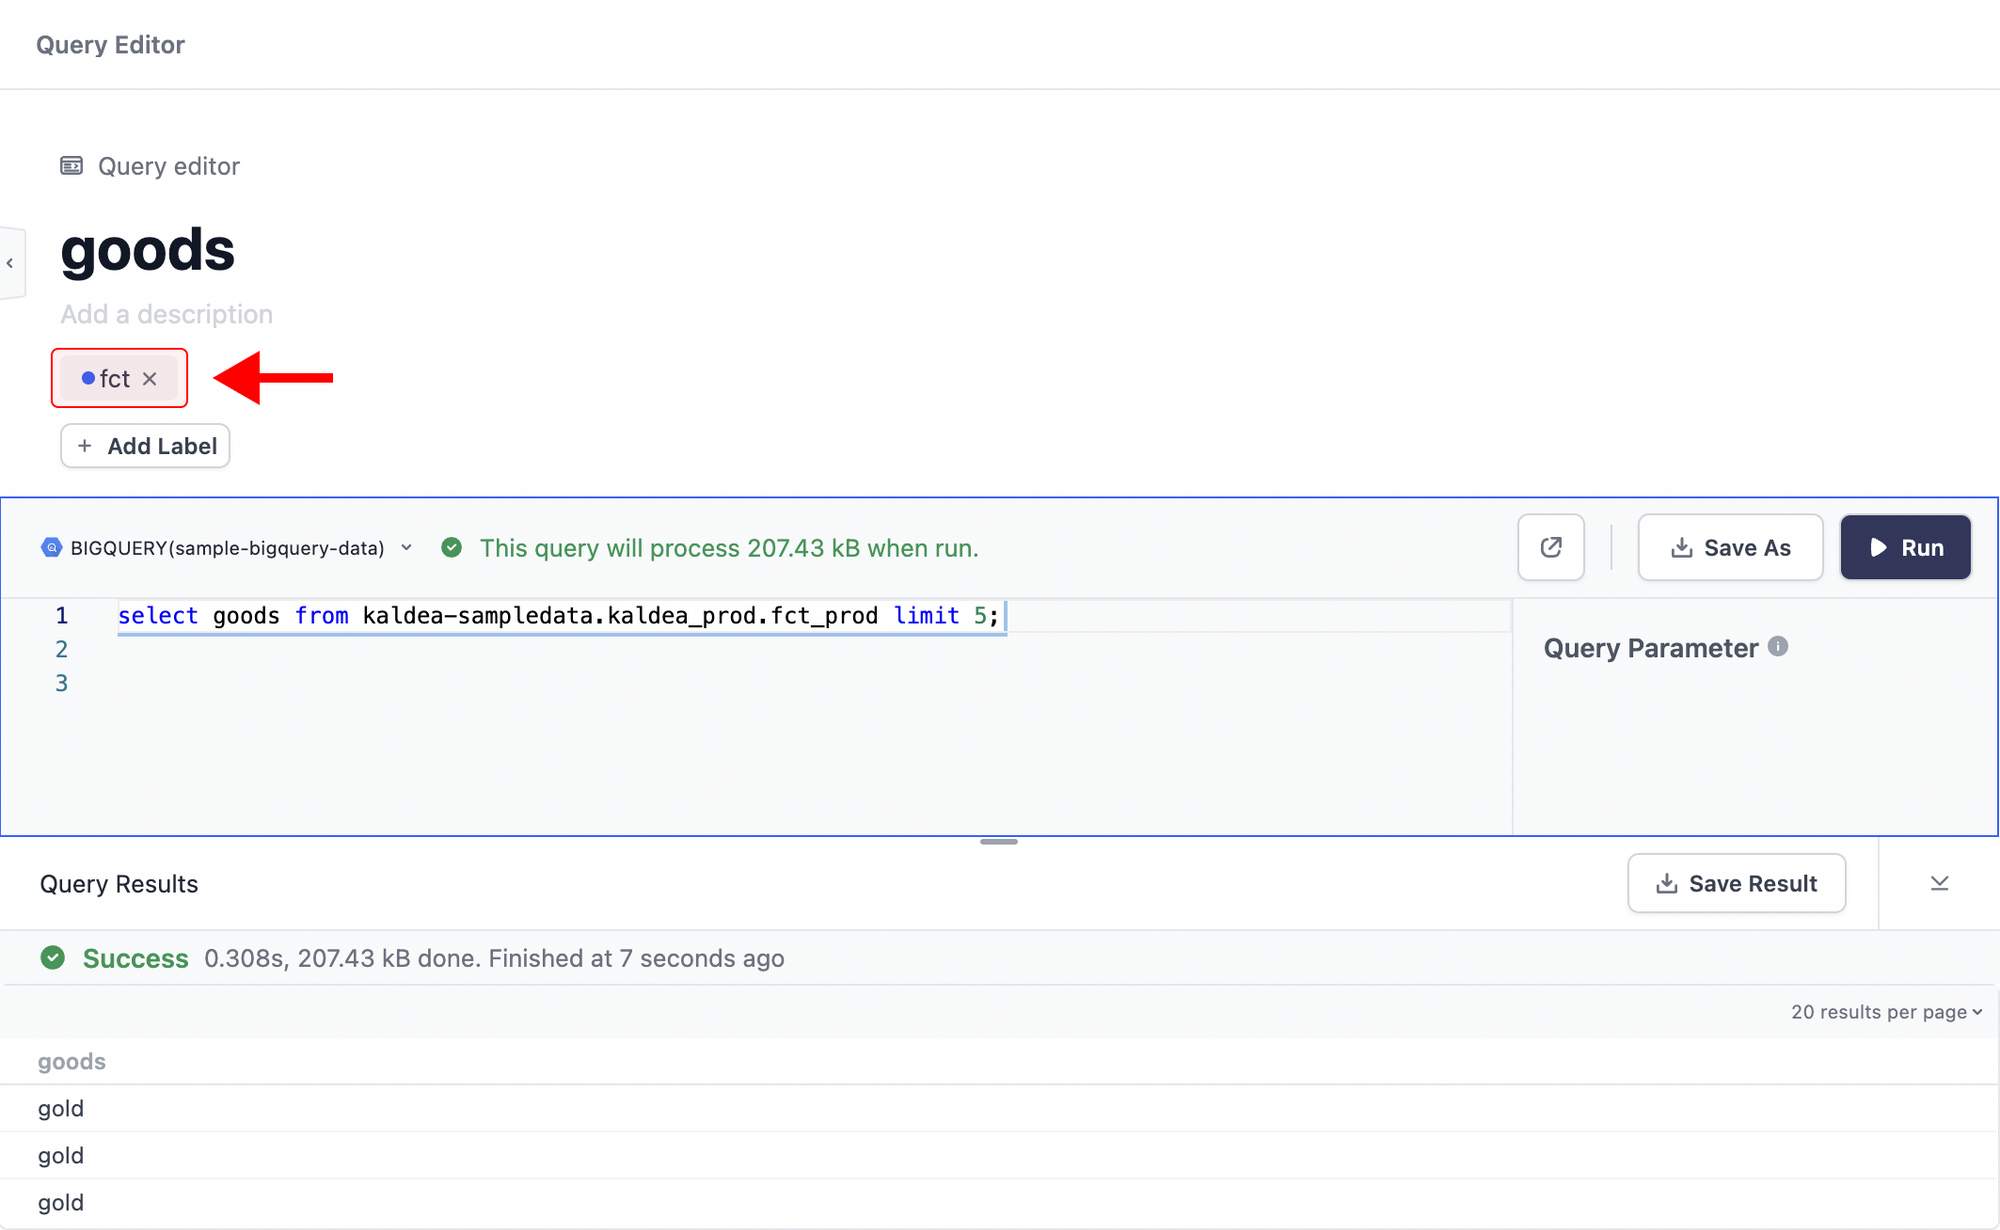 Query Editor
Query editor
goods
Add a description
fct
+ Add Label
BIGQUERY(sample-bigquery-data)
This query will process 207.43 kB when run.
Save As
Run
1 select goods from kaldea-sampledata.kaldea_prod.fct_prod limit 5;
2
3
Query Parameter
Query Results
Save Result
Success 0.308s, 207.43 kB done. Finished at 7 seconds ago
20 results per page
goods
gold
gold
gold